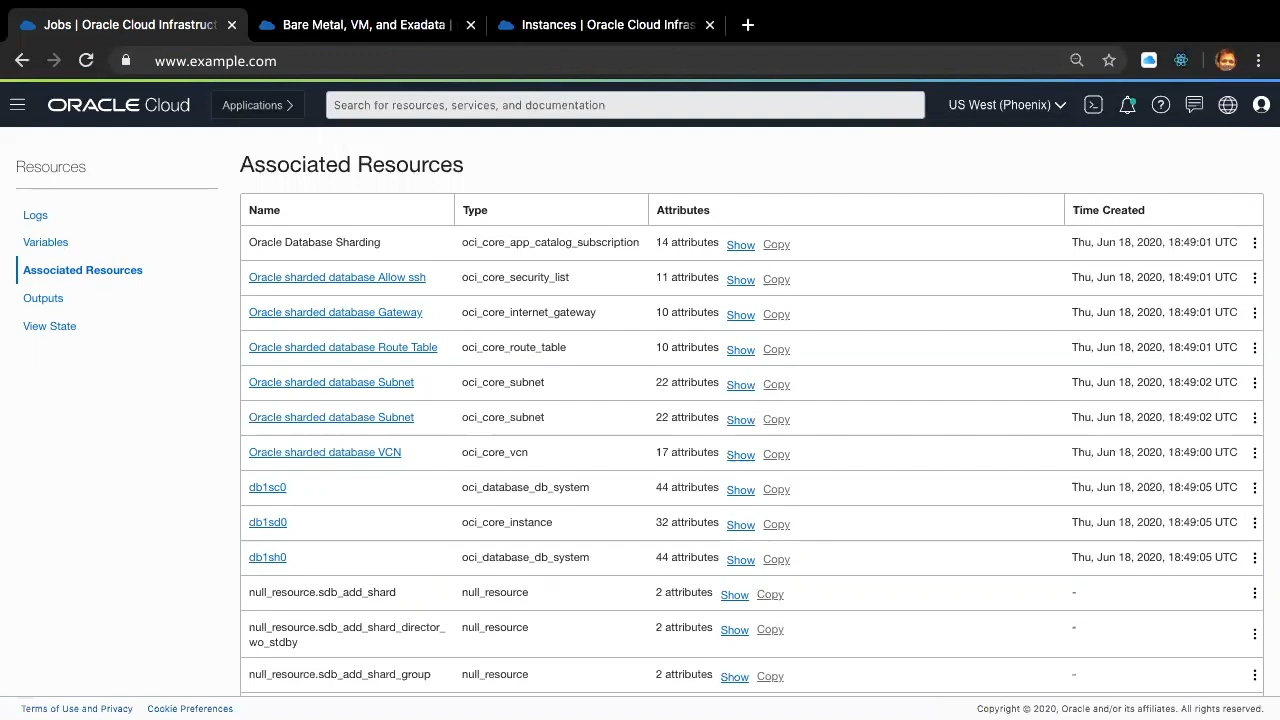 Jobs | Oracle Cloud Infrastruct
Bare Metal, VM, and Exadata |
Instances | Oracle Cloud Infras
www.example.com
ORACLE Cloud
Applications
Search for resources, services, and documentation
US West (Phoenix)
Resources
Logs
Variables
Associated Resources
Outputs
View State
Associated Resources
Name Type Attributes Time Created
Oracle Database Sharding oci_core_app_catalog_subscription 14 attributes Show Copy Thu, Jun 18, 2020, 18:49:01 UTC
Oracle sharded database Allow ssh oci_core_security_list 11 attributes Show Copy Thu, Jun 18, 2020, 18:49:01 UTC
Oracle sharded database Gateway oci_core_internet_gateway 10 attributes Show Copy Thu, Jun 18, 2020, 18:49:01 UTC
Oracle sharded database Route Table oci_core_route_table 10 attributes Show Copy Thu, Jun 18, 2020, 18:49:01 UTC
Oracle sharded database Subnet oci_core_subnet 22 attributes Show Copy Thu, Jun 18, 2020, 18:49:02 UTC
Oracle sharded database Subnet oci_core_subnet 22 attributes Show Copy Thu, Jun 18, 2020, 18:49:02 UTC
Oracle sharded database VCN oci_core_vcn 17 attributes Show Copy Thu, Jun 18, 2020, 18:49:00 UTC
db1sc0 oci_database_db_system 44 attributes Show Copy Thu, Jun 18, 2020, 18:49:05 UTC
db1sd0 oci_core_instance 32 attributes Show Copy Thu, Jun 18, 2020, 18:49:05 UTC
db1sh0 oci_database_db_system 44 attributes Show Copy Thu, Jun 18, 2020, 18:49:05 UTC
null_resource.sdb_add_shard null_resource 2 attributes Show Copy -
null_resource.sdb_add_shard_director_ null_resource 2 attributes Show Copy -
wo_stdby
null_resource.sdb_add_shard_group null_resource 2 attributes Show Copy -
Terms of Use and Privacy Cookie Preferences
Copyright © 2020, Oracle and/or its affiliates. All rights reserved.